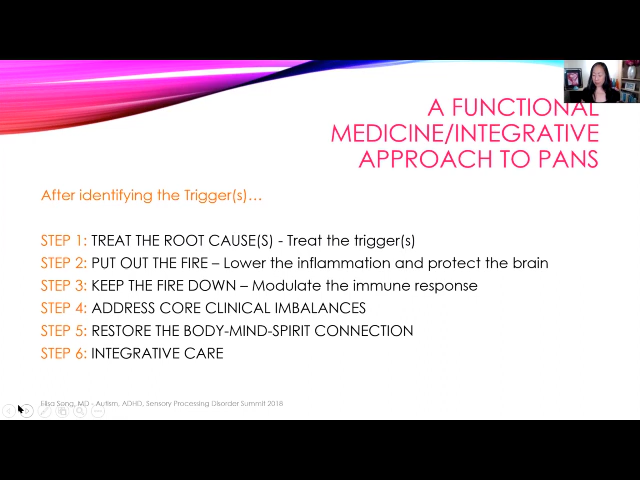 A FUNCTIONAL
MEDICINE/INTEGRATIVE
APPROACH TO PANS
After identifying the Trigger(s)...
STEP 1: TREAT THE ROOT CAUSE(S) - Treat the trigger(s)
STEP 2: PUT OUT THE FIRE – Lower the inflammation and protect the brain
STEP 3: KEEP THE FIRE DOWN – Modulate the immune response
STEP 4: ADDRESS CORE CLINICAL IMBALANCES
STEP 5: RESTORE THE BODY-MIND-SPIRIT CONNECTION
STEP 6: INTEGRATIVE CARE
Elisa Song, MD - Autism, ADHD, Sensory Processing Disorder Summit 2018